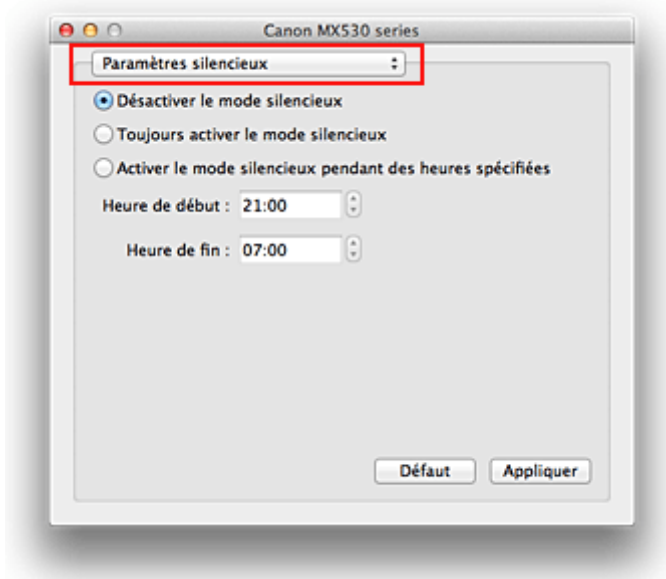 Canon MX530 series
Paramètres silencieux
Désactiver le mode silencieux
Toujours activer le mode silencieux
Activer le mode silencieux pendant des heures spécifiées
Heure de début : 21:00
Heure de fin : 07:00
Défaut Appliquer